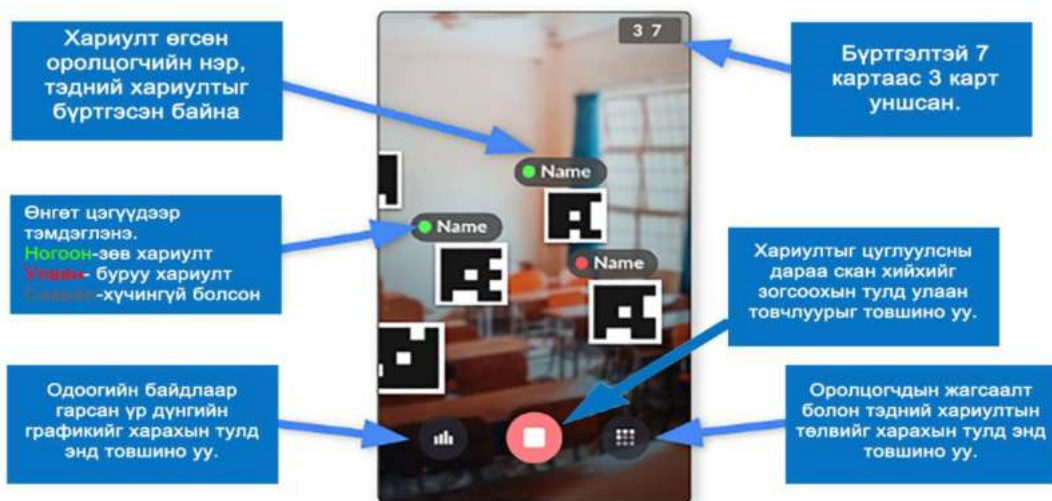 Хариулт өгсөн
оролцогчийн нэр,
тэдний хариултыг
бүртгэсэн байна
3 7
Бүртгэлтэй 7
картаас 3 карт
уншсан.
Name
Өнгөт цэгүүдээр
тэмдэглэнэ.
Ногоон-зөв хариулт
Улаан- буруу хариулт
Саарал-хүчингүй болсон
Name
Name
Хариултыг цуглуулсны
дараа скан хийхийг
зогсоохын тулд улаан
товчлуурыг товшино уу.
Одоогийн байдлаар
гарсан үр дүнгийн
графикийг харахын тулд
энд товшино уу.
Оролцогчдын жагсаалт
болон тэдний хариултын
төлвийг харахын тулд энд
товшино уу.